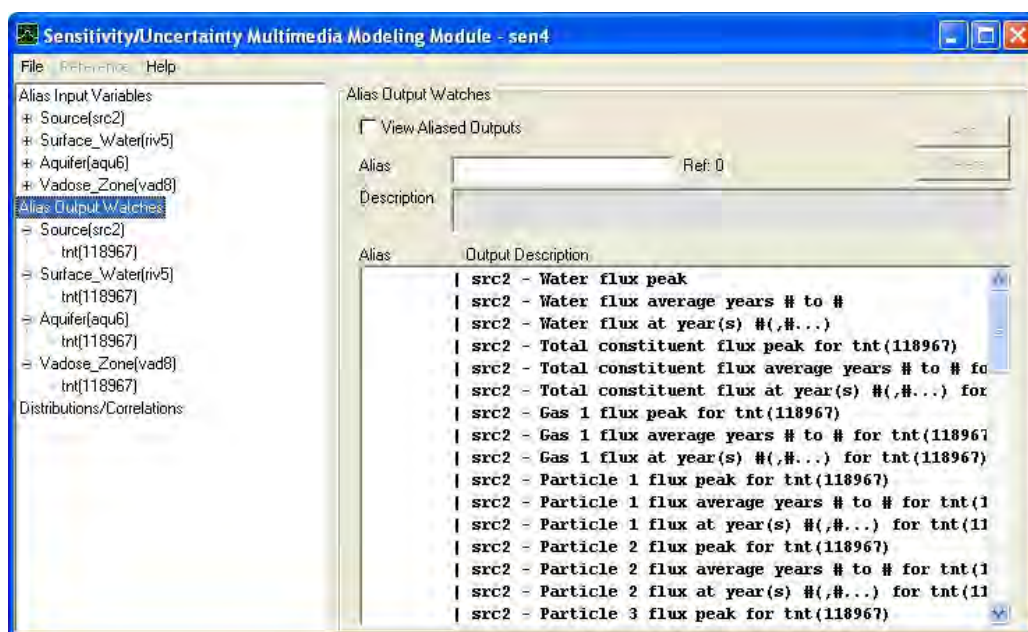 Sensitivity/Uncertainty Multimedia Modeling Module - sen4
File Reference Help
Alias Input Variables
Source(src2)
Surface_Water(riv5)
Aquifer(aqu6)
Vadose_Zone(vad8)
Alias Output Watches
Source(src2)
tnt(118967)
Surface_Water(riv5)
tnt(118967)
Aquifer(aqu6)
tnt(118967)
Vadose_Zone(vad8)
tnt(118967)
Distributions/Correlations
Alias Output Watches
View Aliased Outputs
Alias Ref: 0
Description
Alias Output Description
| src2 - Water flux peak
| src2 - Water flux average years # to #
| src2 - Water flux at year(s) #(,#...)
| src2 - Total constituent flux peak for tnt(118967)
| src2 - Total constituent flux average years # to # fo
| src2 - Total constituent flux at year(s) #(,#...) for
| src2 - Gas 1 flux peak for tnt(118967)
| src2 - Gas 1 flux average years # to # for tnt(118967
| src2 - Gas 1 flux at year(s) #(,#...) for tnt(118967)
| src2 - Particle 1 flux peak for tnt(118967)
| src2 - Particle 1 flux average years # to # for tnt(1
| src2 - Particle 1 flux at year(s) #(,#...) for tnt(11
| src2 - Particle 2 flux peak for tnt(118967)
| src2 - Particle 2 flux average years # to # for tnt(1
| src2 - Particle 2 flux at year(s) #(,#...) for tnt(11
| src2 - Particle 3 flux peak for tnt(118967)